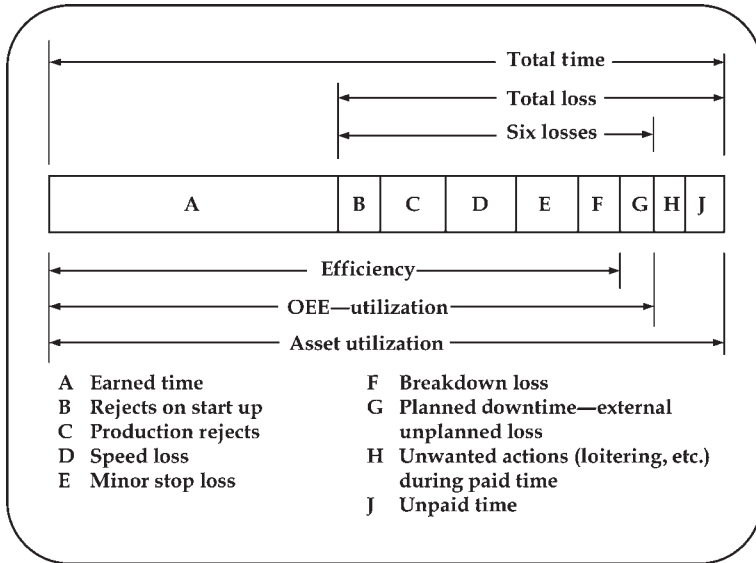 Total time
Total loss
Six losses
A B C D E F G H J
Efficiency
OEE—utilization
Asset utilization
A Earned time
B Rejects on start up
C Production rejects
D Speed loss
E Minor stop loss
F Breakdown loss
G Planned downtime—external
unplanned loss
H Unwanted actions (loitering, etc.)
during paid time
J Unpaid time